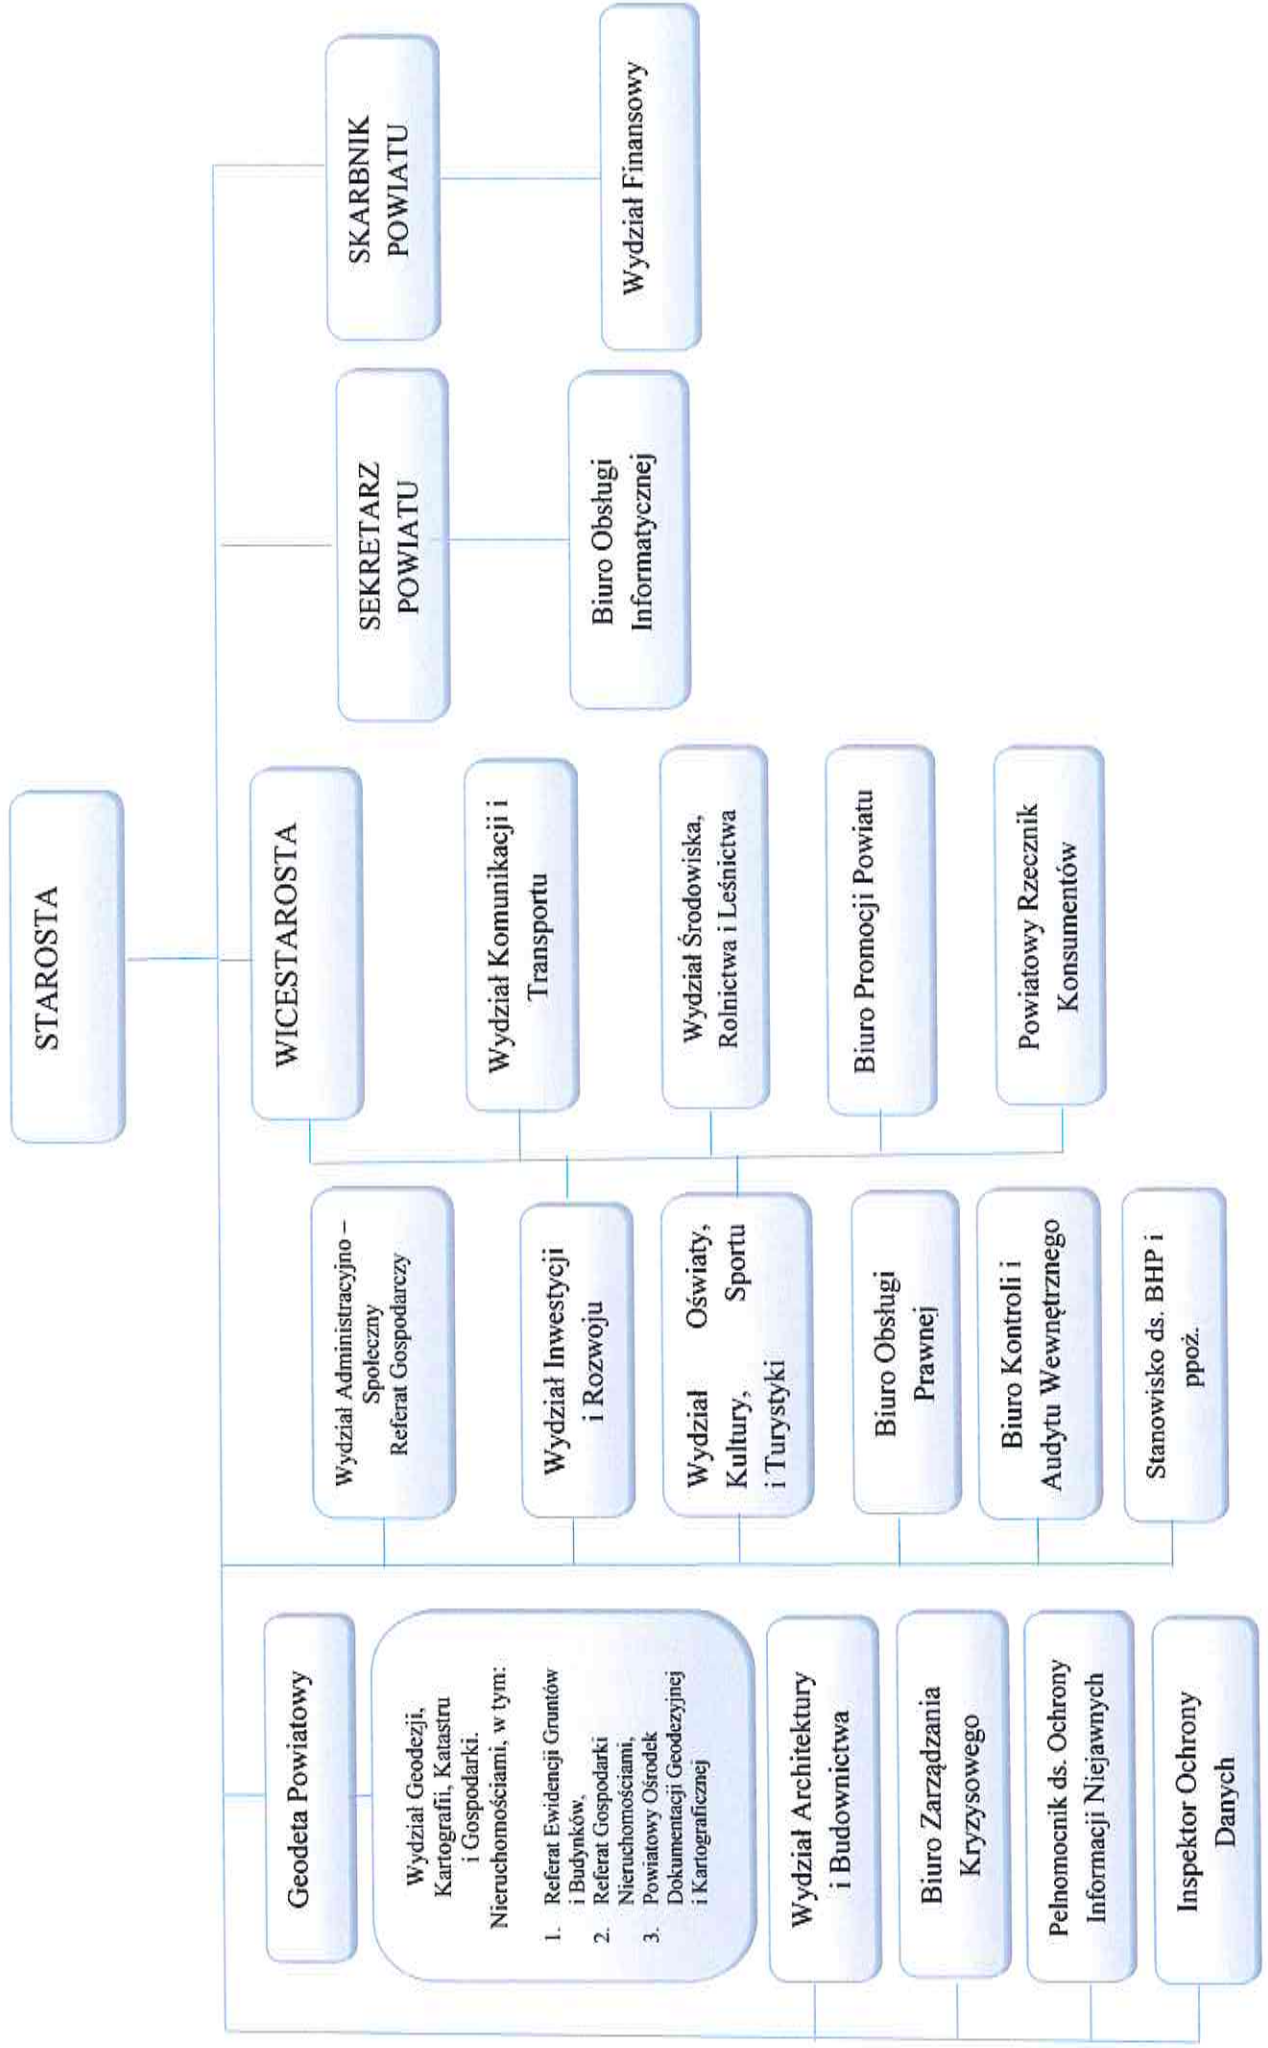 STAROSTA
Geodeta Powiatowy
Wydział Geodezji,
Kartografii, Katastru
i Gospodarki.
Nieruchomościami, w tym:
1. Referat Ewidencji Gruntów
i Budynków,
2. Referat Gospodarki
Nieruchomościami,
3. Powiatowy Ośrodek
Dokumentacji Geodezyjnej
i Kartograficznej
Wydział Architektury
i Budownictwa
Biuro Zarządzania
Kryzysowego
Pełnomocnik ds. Ochrony
Informacji Niejawnych
Inspektor Ochrony
Danych
Wydział Administracyjno –
Społeczny
Referat Gospodarczy
Wydział Inwestycji
i Rozwoju
Wydział Oświaty,
Kultury, Sportu
i Turystyki
Biuro Obsługi
Prawnej
Biuro Kontroli i
Audytu Wewnętrznego
Stanowisko ds. BHP i
ppoż.
WICESTAROSTA
Wydział Komunikacji i
Transportu
Wydział Środowiska,
Rolnictwa i Leśnictwa
Biuro Promocji Powiatu
Powiatowy Rzecznik
Konsumentów
SEKRETARZ
POWIATU
Biuro Obsługi
Informatycznej
SKARBNIK
POWIATU
Wydział Finansowy